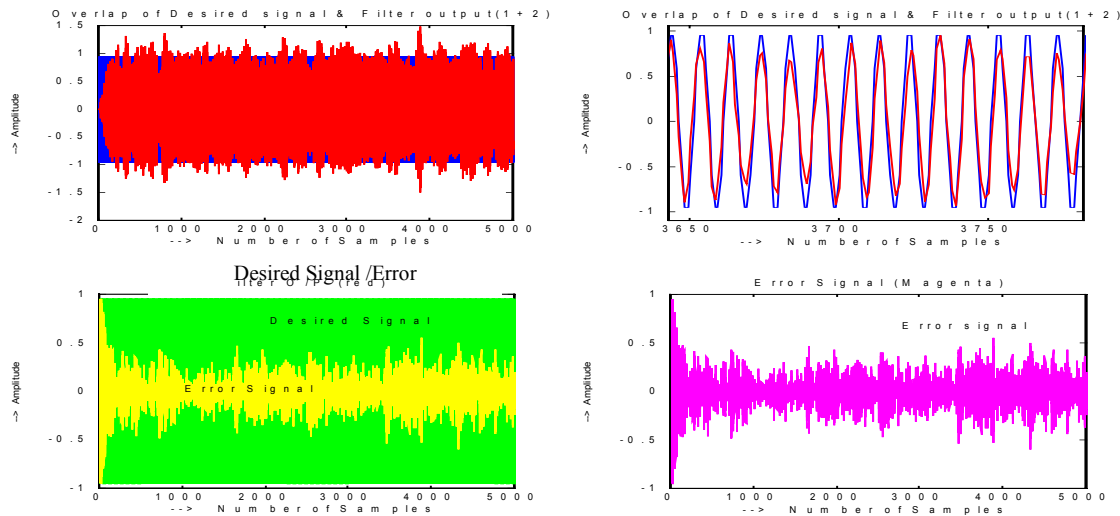 Overlap of Desired signal & Filter output(1+2)
1.5
1
0.5
0
-0.5
-1
-1.5
-2
--> Amplitude
0 1000 2000 3000 4000 5000
--> Number of Samples
Overlap of Desired signal & Filter output(1+2)
1
0.5
0
-0.5
-1
--> Amplitude
3650 3700 3750
--> Number of Samples
Desired Signal /Error
ilter O/P (red)
1
0.5
0
-0.5
-1
--> Amplitude
Desired Signal
Error Signal
0 1000 2000 3000 4000 5000
--> Number of Samples
Error Signal (Magenta)
1
0.5
0
-0.5
-1
--> Amplitude
Error signal
0 1000 2000 3000 4000 5000
--> Number of Samples